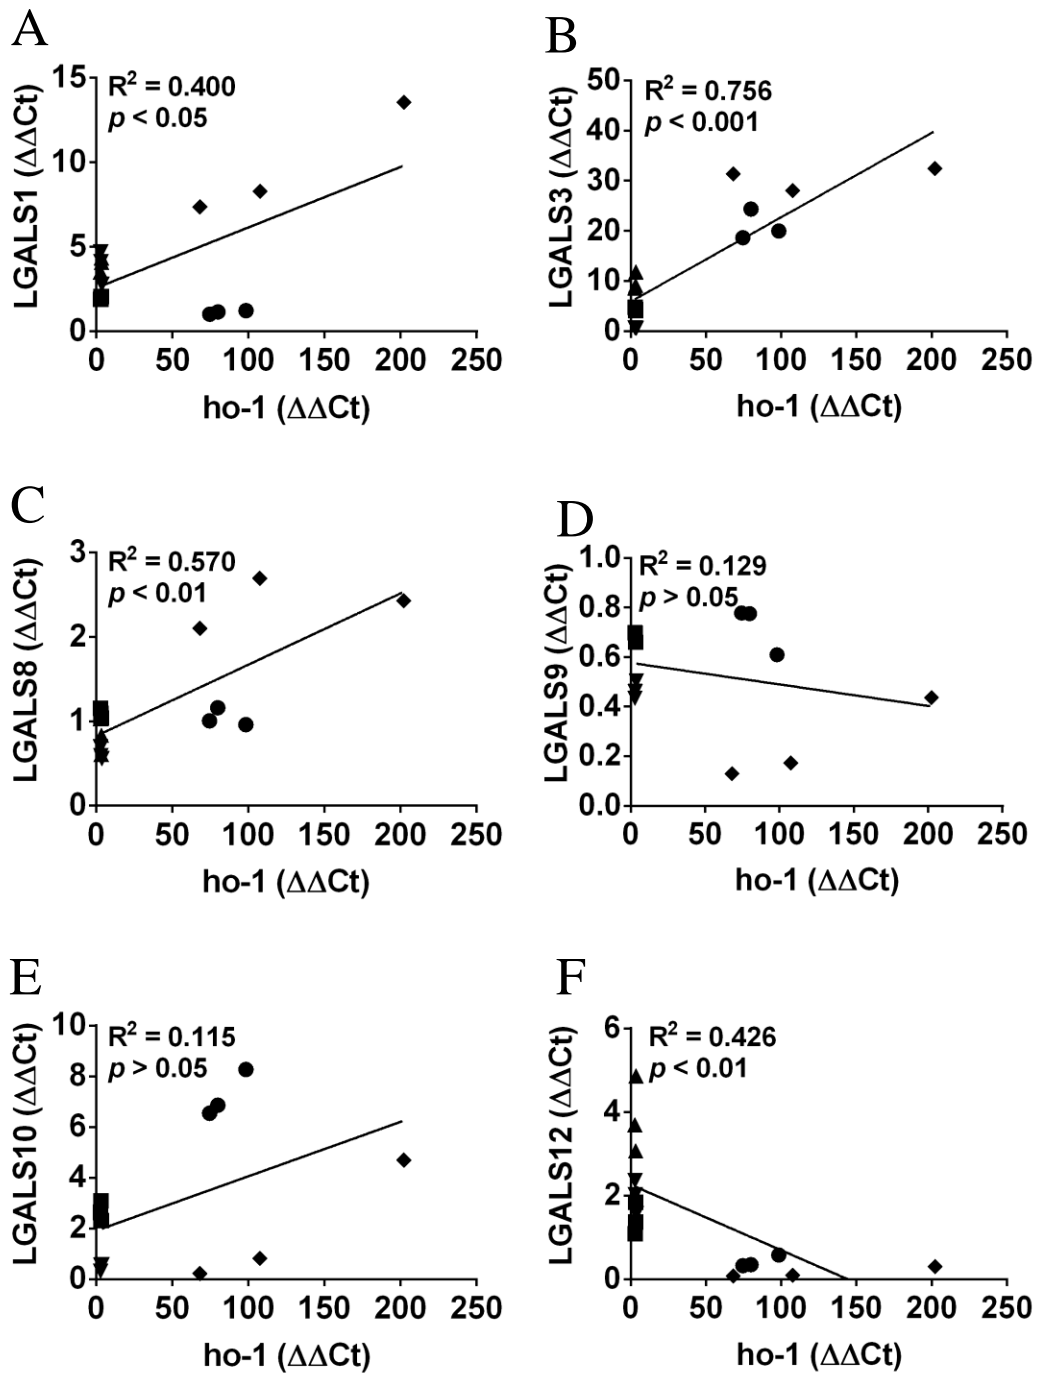 A
R² = 0.400
p < 0.05
LGALS1 (ΔΔCt)
15
10
5
0
0 50 100 150 200 250
ho-1 (ΔΔCt)
B
R² = 0.756
p < 0.001
LGALS3 (ΔΔCt)
50
40
30
20
10
0
0 50 100 150 200 250
ho-1 (ΔΔCt)
C
R² = 0.570
p < 0.01
LGALS8 (ΔΔCt)
3
2
1
0
0 50 100 150 200 250
ho-1 (ΔΔCt)
D
R² = 0.129
p > 0.05
LGALS9 (ΔΔCt)
1.0
0.8
0.6
0.4
0.2
0.0
0 50 100 150 200 250
ho-1 (ΔΔCt)
E
R² = 0.115
p > 0.05
LGALS10 (ΔΔCt)
10
8
6
4
2
0
0 50 100 150 200 250
ho-1 (ΔΔCt)
F
R² = 0.426
p < 0.01
LGALS12 (ΔΔCt)
6
4
2
0
0 50 100 150 200 250
ho-1 (ΔΔCt)